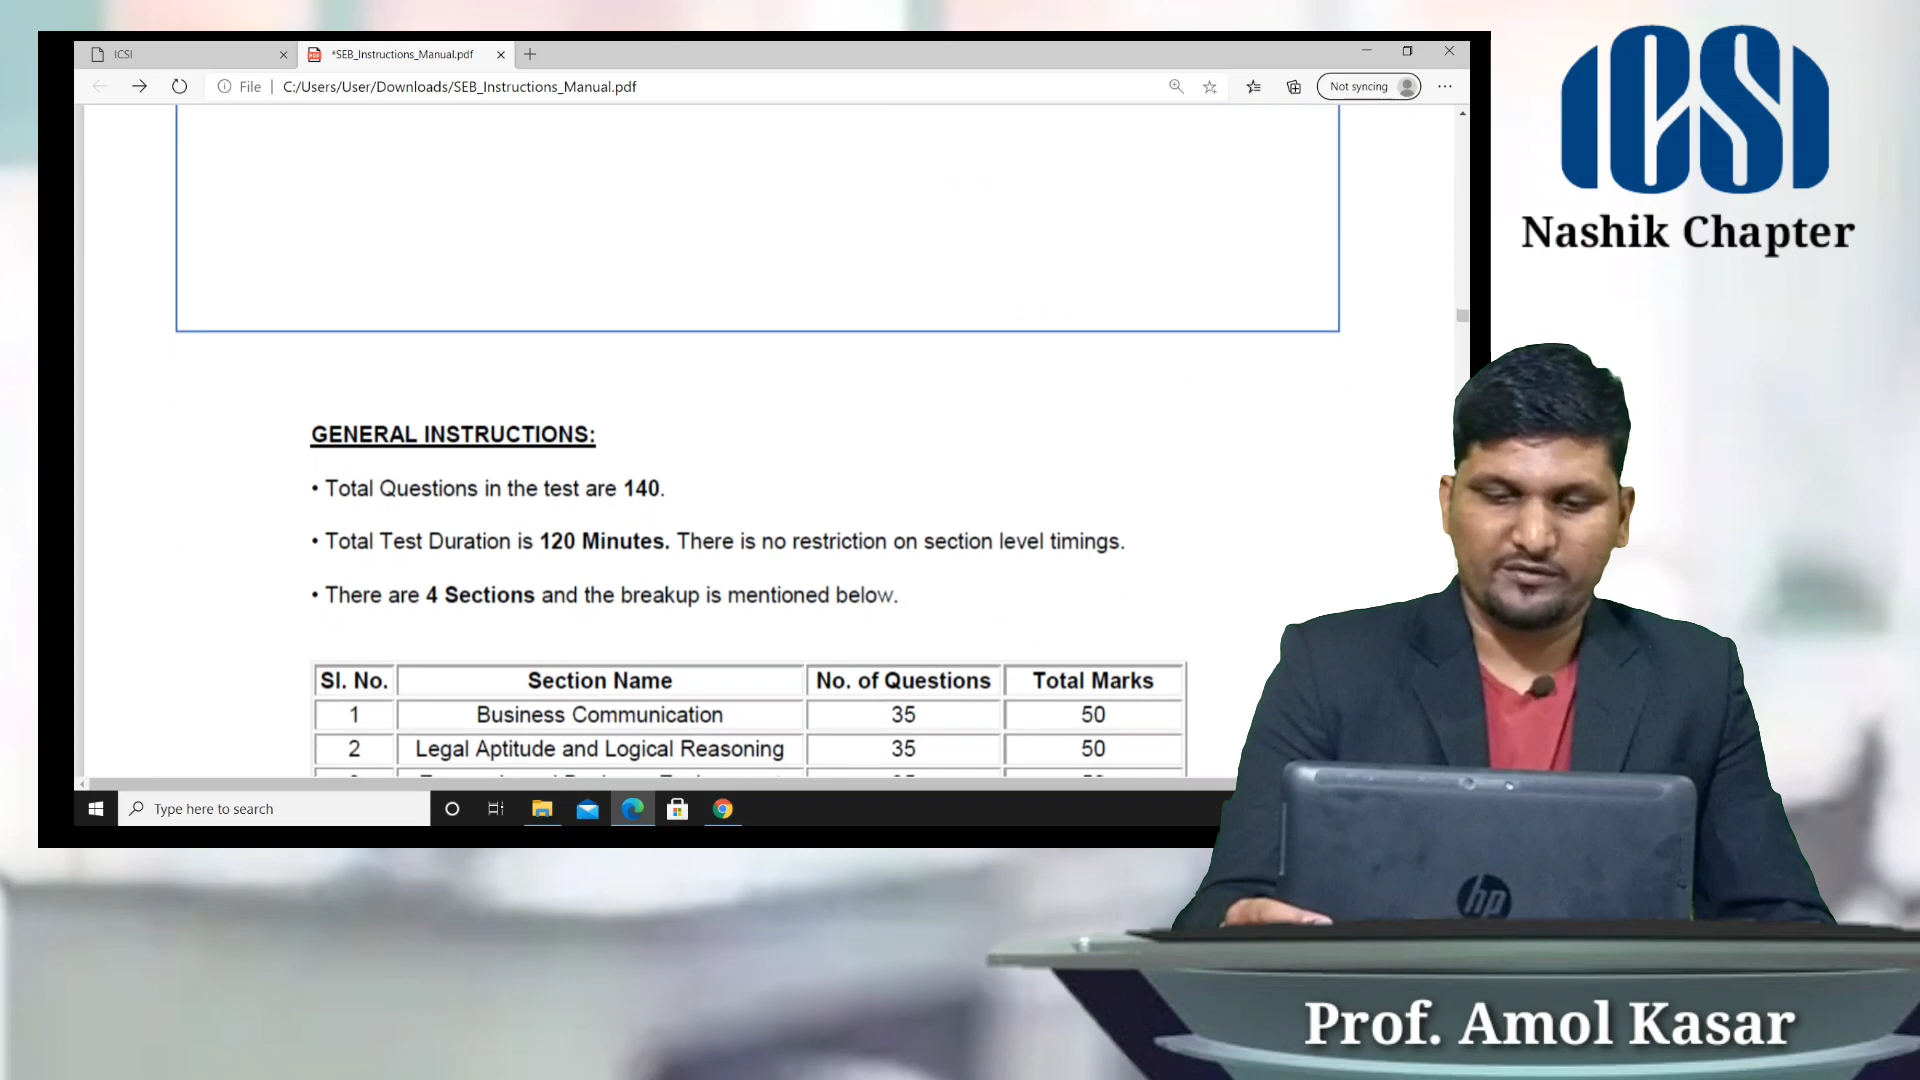 ICSI
*SEB_Instructions_Manual.pdf
File
C:/Users/User/Downloads/SEB_Instructions_Manual.pdf
Not syncing
GENERAL INSTRUCTIONS:
• Total Questions in the test are 140.
• Total Test Duration is 120 Minutes. There is no restriction on section level timings.
• There are 4 Sections and the breakup is mentioned below.
SI. No. Section Name No. of Questions Total Marks
1 Business Communication 35 50
2 Legal Aptitude and Logical Reasoning 35 50
Type here to search
ICSI
Nashik Chapter
hp
Prof. Amol Kasar